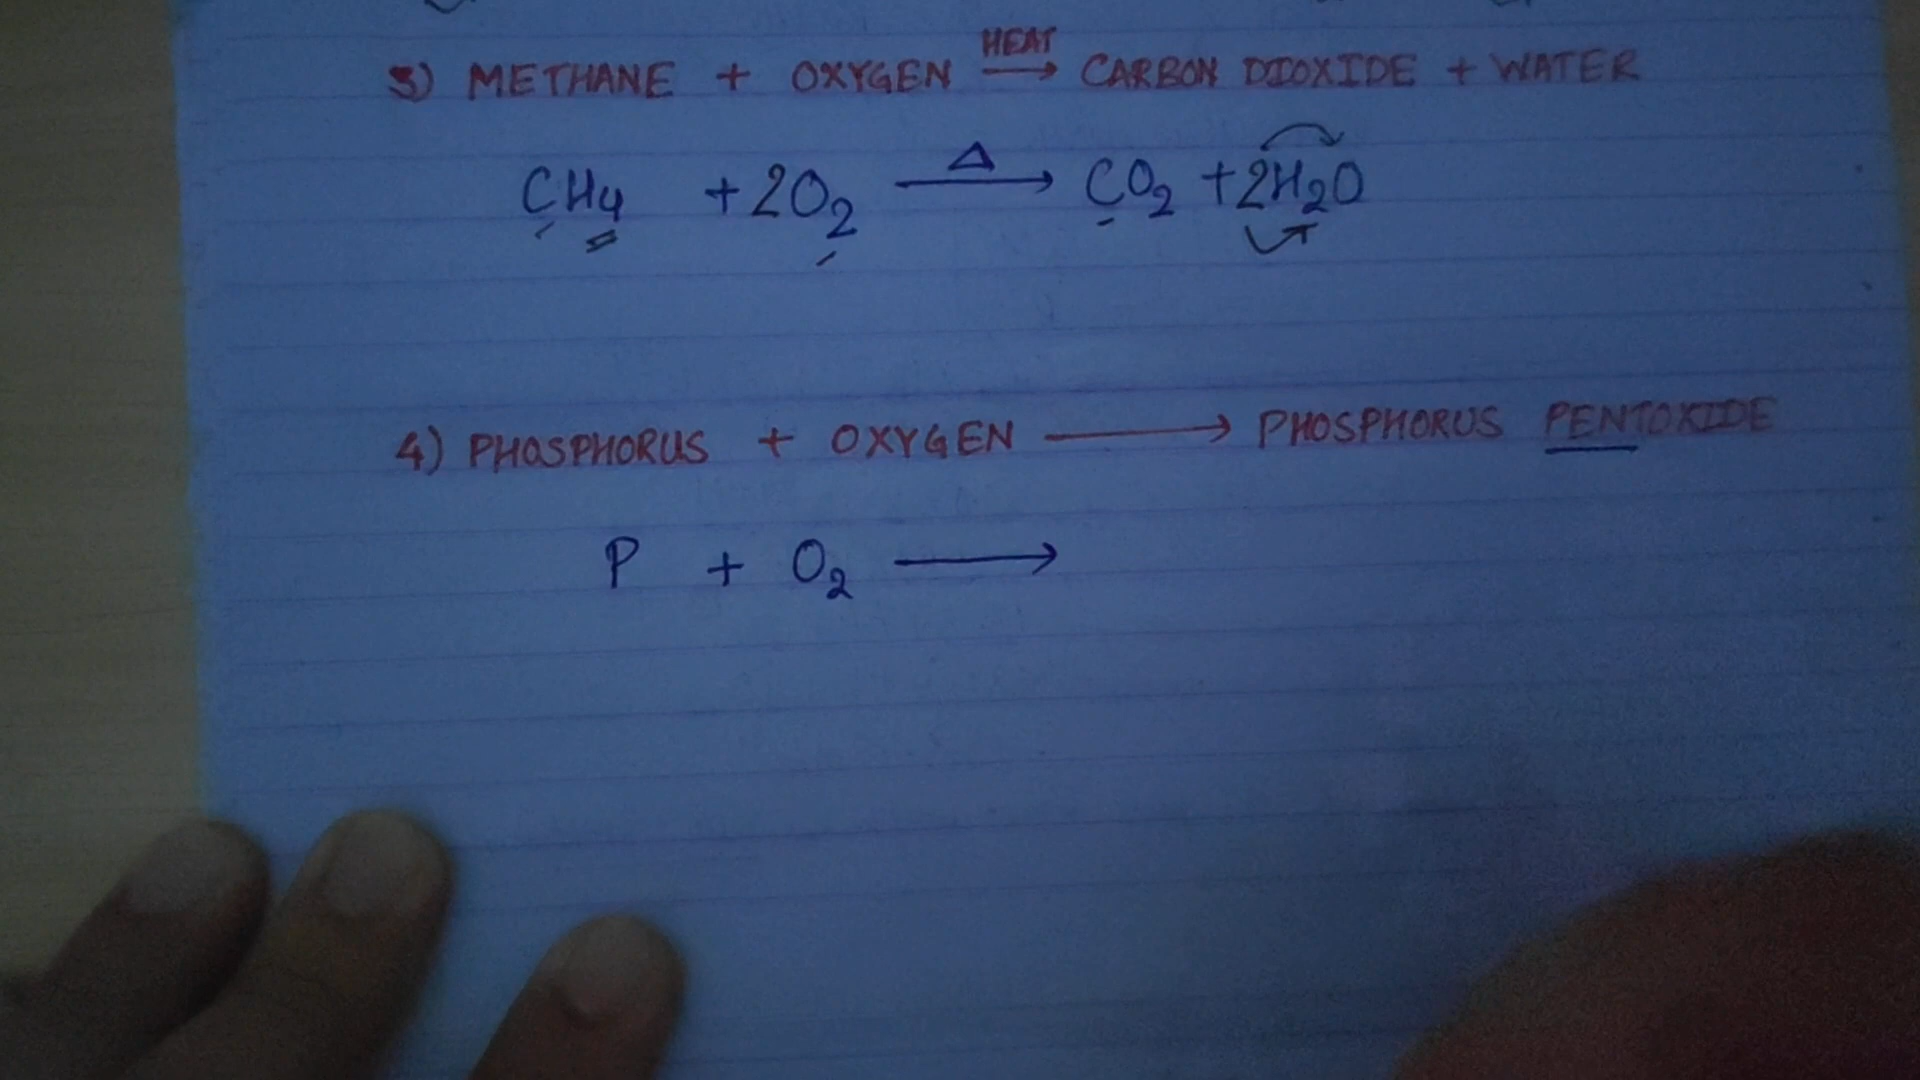 3) METHANE + OXYGEN HEAT → CARBON DIOXIDE + WATER
CH₄ + 2O₂ Δ → CO₂ + 2H₂O
4) PHOSPHORUS + OXYGEN → PHOSPHORUS PENTOXIDE
P + O₂ →